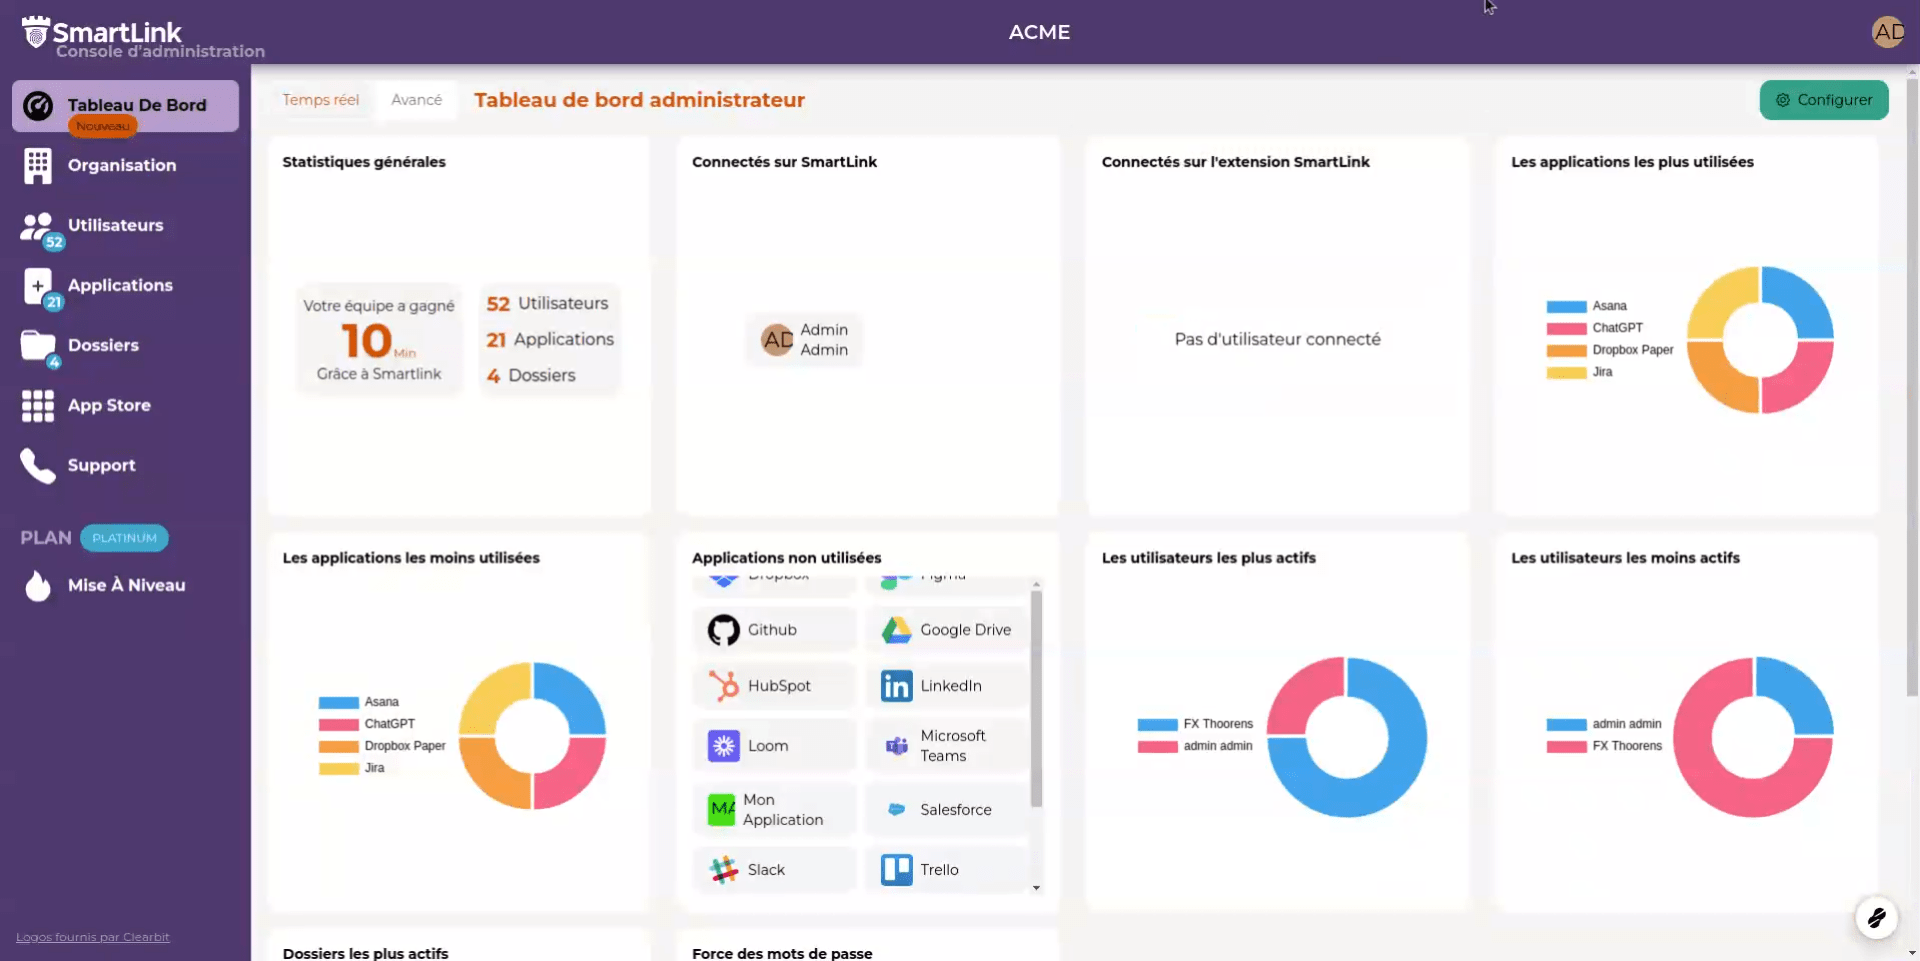 SmartLink
Console d'administration
ACME
AD
Tableau De Bord
Nouveau
Organisation
Utilisateurs
52
Applications
21
Dossiers
4
App Store
Support
PLAN PLATINUM
Mise À Niveau
Logos fournis par Clearbit
Temps réel Avancé Tableau de bord administrateur
Configurer
Statistiques générales
Votre équipe a gagné
10 Min
Grâce à Smartlink
52 Utilisateurs
21 Applications
4 Dossiers
Connectés sur SmartLink
AD
Admin
Admin
Connectés sur l'extension SmartLink
Pas d'utilisateur connecté
Les applications les plus utilisées
Asana
ChatGPT
Dropbox Paper
Jira
Les applications les moins utilisées
Asana
ChatGPT
Dropbox Paper
Jira
Applications non utilisées
Dropbox Figma
Github Google Drive
HubSpot LinkedIn
Loom Microsoft
Teams
MA Mon
Application
Salesforce
Slack Trello
Les utilisateurs les plus actifs
FX Thoorens
admin admin
Les utilisateurs les moins actifs
admin admin
FX Thoorens
Dossiers les plus actifs
Force des mots de passe